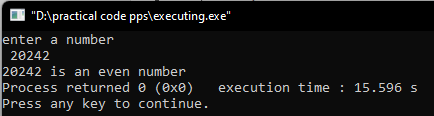 "D:\practical code pps\executing.exe"
enter a number
20242
20242 is an even number
Process returned 0 (0x0)   execution time : 15.596 s
Press any key to continue.